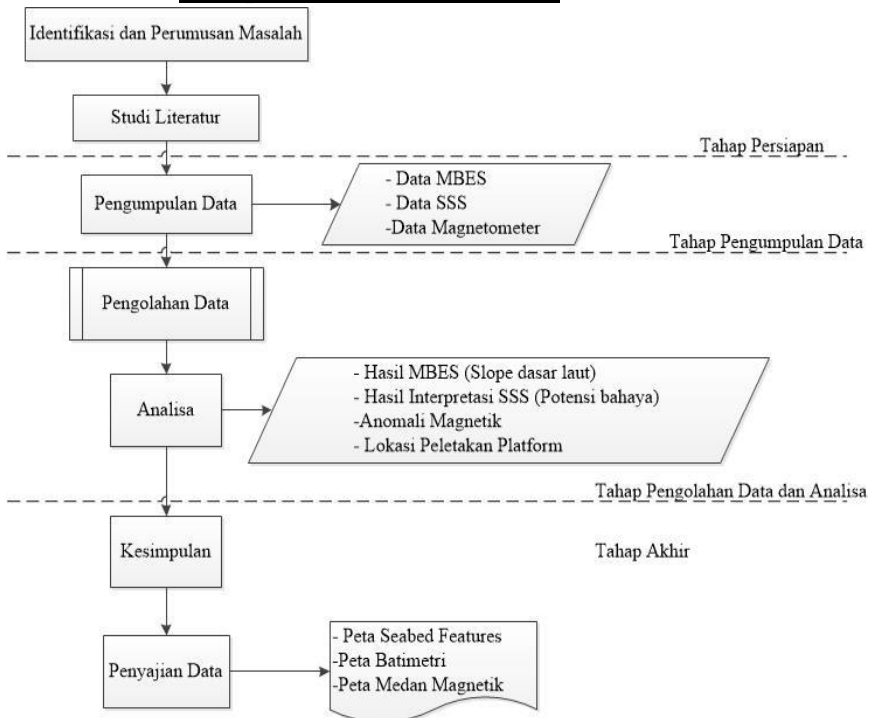 Identifikasi dan Perumusan Masalah
Studi Literatur
Tahap Persiapan
Pengumpulan Data
- Data MBES
- Data SSS
-Data Magnetometer
Tahap Pengumpulan Data
Pengolahan Data
Analisa
- Hasil MBES (Slope dasar laut)
- Hasil Interpretasi SSS (Potensi bahaya)
-Anomali Magnetik
- Lokasi Peletakan Platform
Tahap Pengolahan Data dan Analisa
Kesimpulan
Tahap Akhir
Penyajian Data
- Peta Seabed Features
-Peta Batimetri
-Peta Medan Magnetik